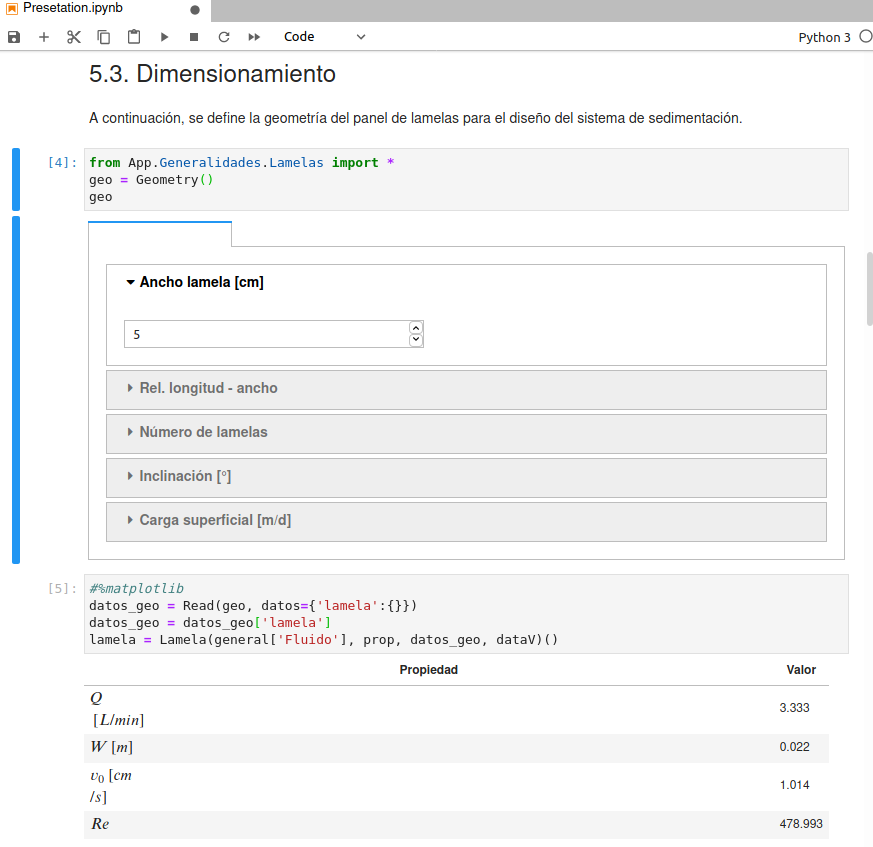 Presetation.ipynb
Code
Python 3
5.3. Dimensionamiento
A continuación, se define la geometría del panel de lamelas para el diseño del sistema de sedimentación.
[4]:
from App.Generalidades.Lamelas import *
geo = Geometry()
geo
Ancho lamela [cm]
5
Rel. longitud - ancho
Número de lamelas
Inclinación [°]
Carga superficial [m/d]
[5]:
#%matplotlib
datos_geo = Read(geo, datos={'lamela':{}})
datos_geo = datos_geo['lamela']
lamela = Lamela(general['Fluido'], prop, datos_geo, dataV)()
Propiedad Valor
Q
[L/min] 3.333
W [m] 0.022
v0 [cm
/s] 1.014
Re 478.993